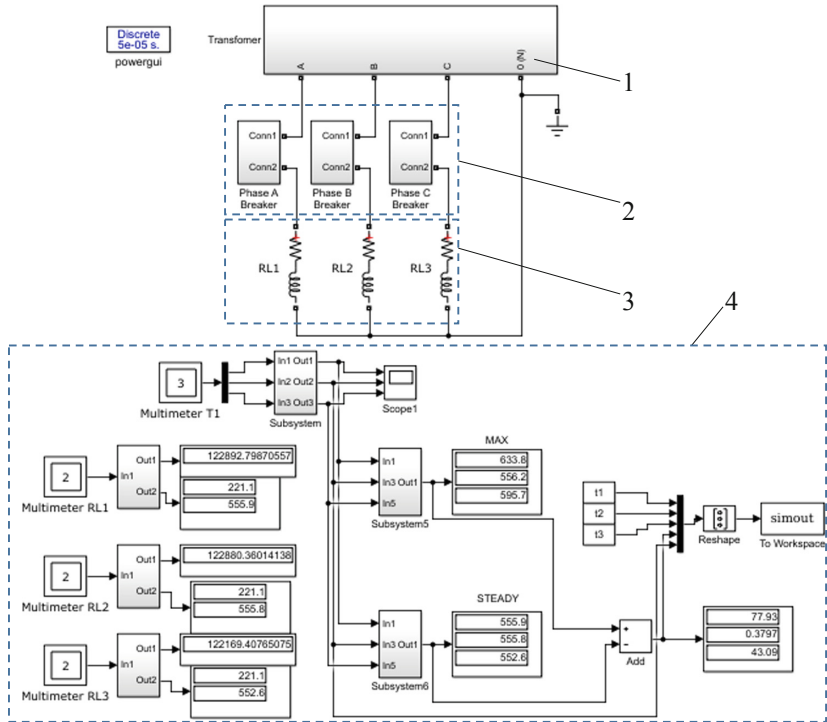 Discrete
5e-05 s.
powergui
Transfomer
A
B
C
0 (N)
1
Conn1
Conn2
Phase A
Breaker
Conn1
Conn2
Phase B
Breaker
Conn1
Conn2
Phase C
Breaker
2
RL1
RL2
RL3
3
4
3
Multimeter T1
In1 Out1
In2 Out2
In3 Out3
Subsystem
Scope1
2
Multimeter RL1
In1
Out1
Out2
122892.79870557
221.1
555.9
2
Multimeter RL2
In1
Out1
Out2
122880.36014138
221.1
555.8
2
Multimeter RL3
In1
Out1
Out2
122169.40765075
221.1
552.6
In1
In3 Out1
In5
Subsystem5
MAX
633.8
556.2
595.7
In1
In3 Out1
In5
Subsystem6
STEADY
555.9
555.8
552.6
t1
t2
t3
Reshape
simout
To Workspace
+
−
Add
77.93
0.3797
43.09